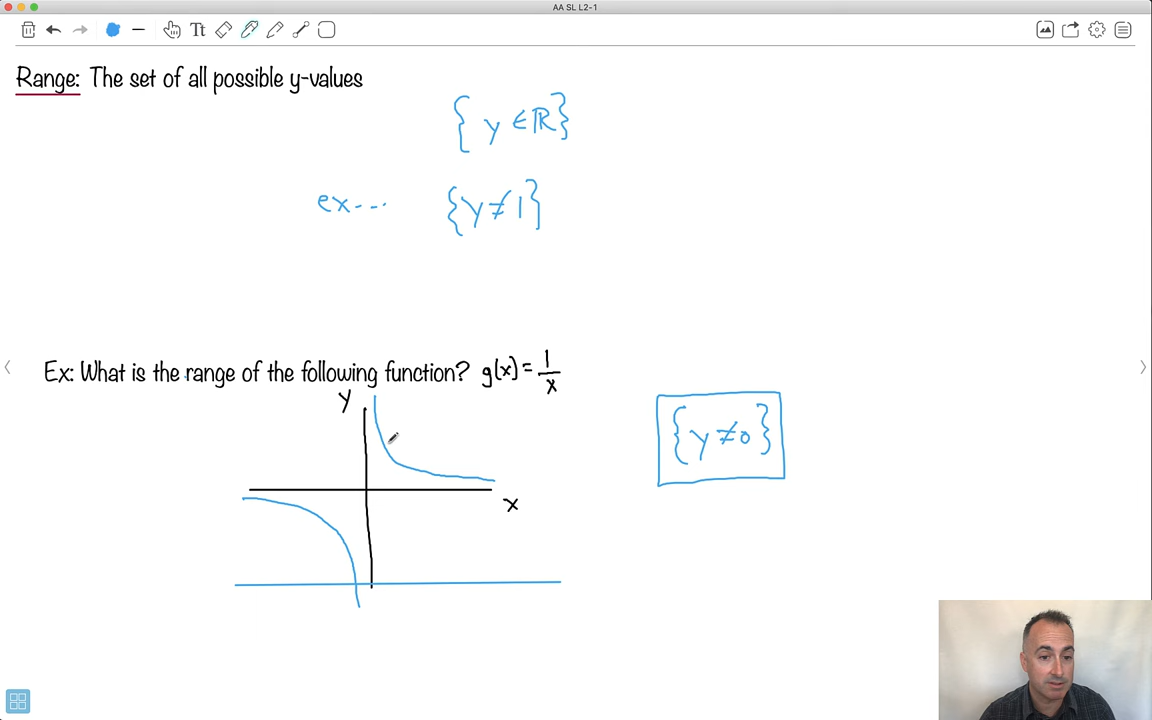 AA SL L2-1
Tt
Range: The set of all possible y-values
{ y ∈ ℝ }
ex... {y ≠ 1}
Ex: What is the range of the following function? g(x) = 1/x
y
{ y ≠ 0 }
x